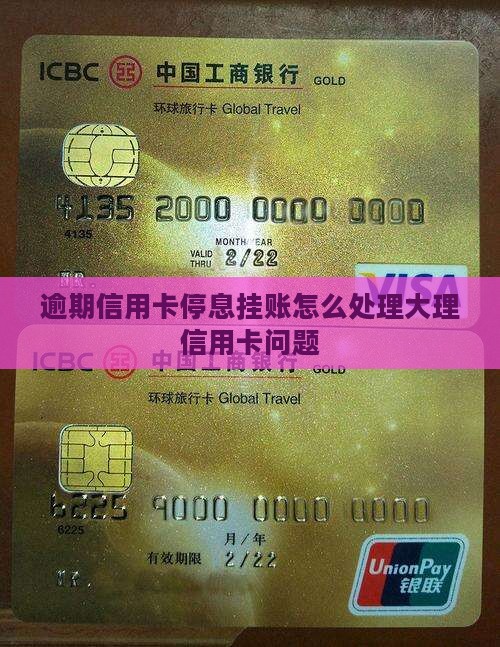 ICBC 中国工商银行 GOLD
环球旅行卡 Global Travel
4135 2000 0000 0000
4135
MONTH/YEAR
VALID THRU 2/22
MR.
VISA
逾期信用卡停息挂账怎么处理大理
信用卡问题
ICBC 中国工商银行 GOLD
环球旅行卡 Global Travel
6225 9000 0000 0000
6225
月/年
有效期限 2/22
MR.
UnionPay
银联